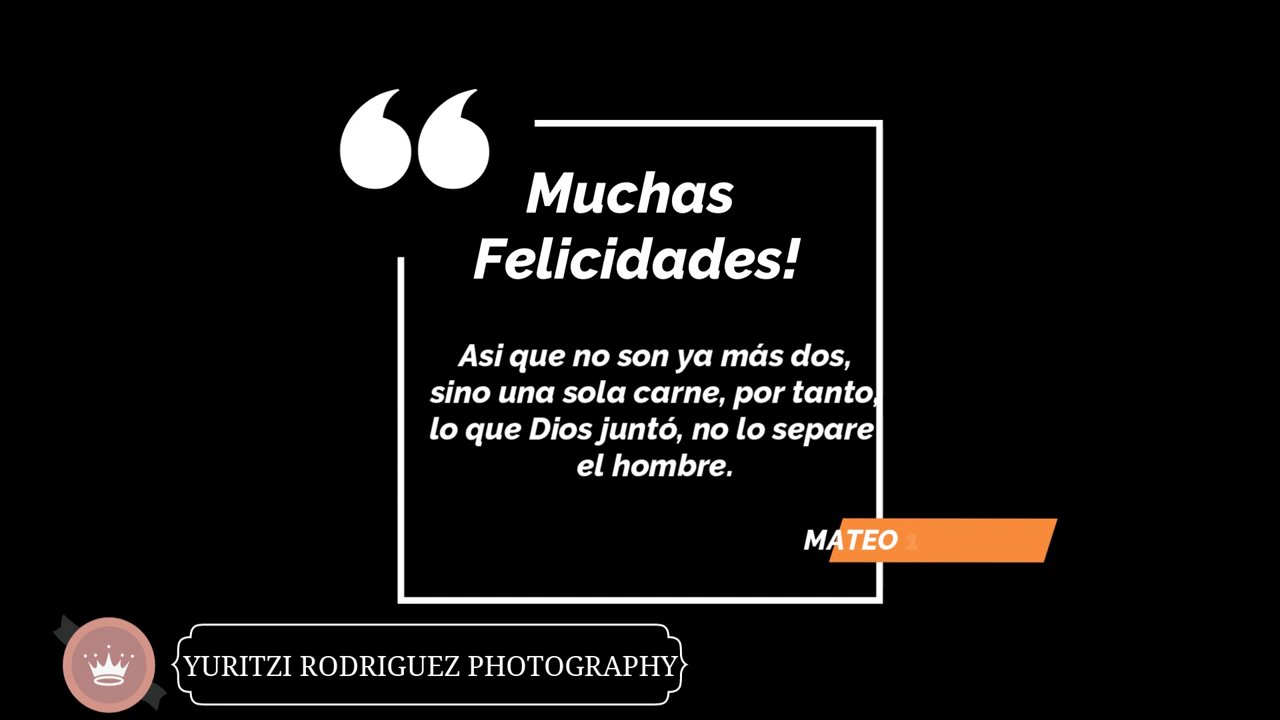 Muchas
Felicidades!
Asi que no son ya más dos,
sino una sola carne, por tanto,
lo que Dios juntó, no lo separe
el hombre.
MATEO 1
YURITZI RODRIGUEZ PHOTOGRAPHY